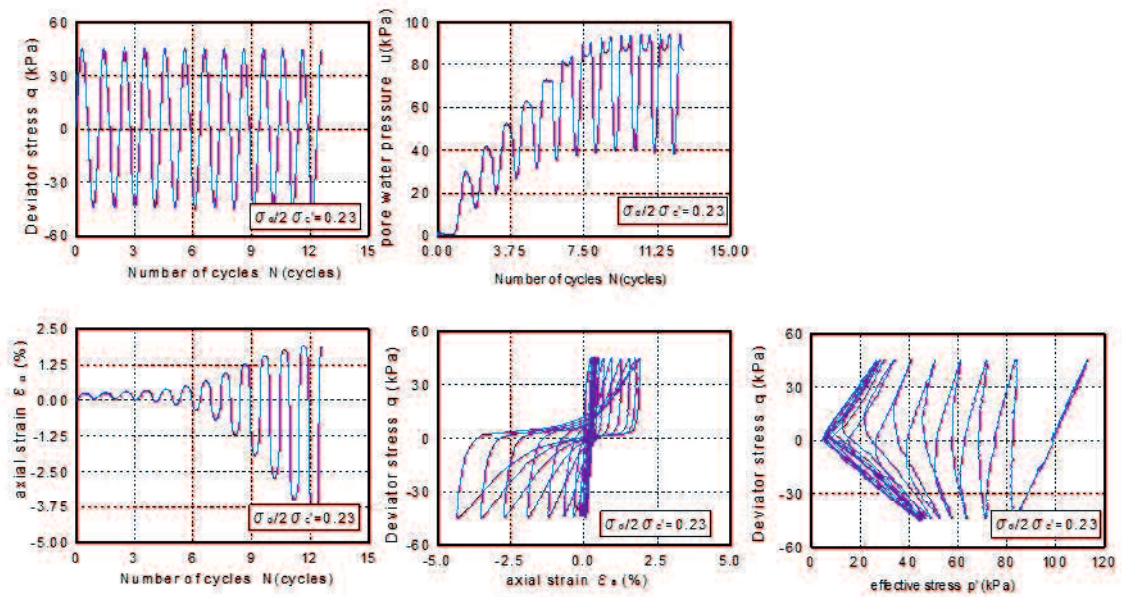 Deviator stress q (kPa)
60
30
0
-30
-60
σd/2σc'=0.23
0 3 6 9 12 15
Number of cycles N(cycles)
pore water pressure u(kPa)
100
80
60
40
20
0
σd/2σc'=0.23
0.00 3.75 7.50 11.25 15.00
Number of cycles N(cycles)
axial strain εa (%)
2.50
1.25
0.00
-1.25
-2.50
-3.75
-5.00
σd/2σc'=0.23
0 3 6 9 12 15
Number of cycles N(cycles)
Deviator stress q (kPa)
60
30
0
-30
-60
σd/2σc'=0.23
-5.0 -2.5 0.0 2.5 5.0
axial strain εa (%)
Deviator stress q (kPa)
60
30
0
-30
-60
σd/2σc'=0.23
0 20 40 60 80 100 120
effective stress p'(kPa)